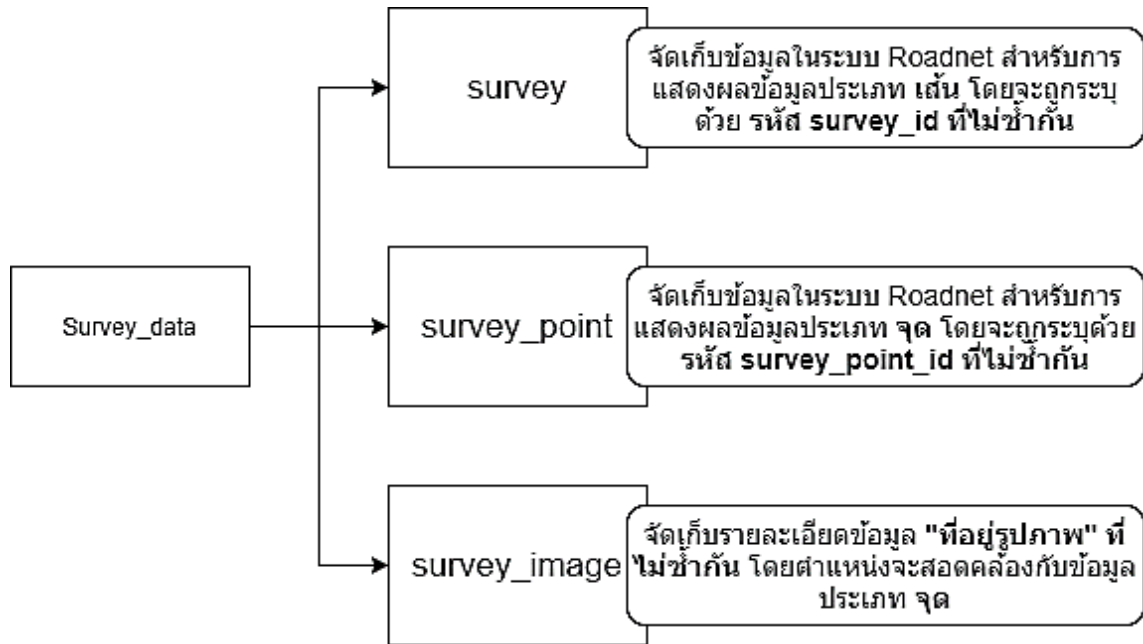 survey
จัดเก็บข้อมูลในระบบ Roadnet สำหรับการ
แสดงผลข้อมูลประเภท เส้น โดยจะถูกระบุ
ด้วย รหัส survey_id ที่ไม่ซ้ำกัน
Survey_data
survey_point
จัดเก็บข้อมูลในระบบ Roadnet สำหรับการ
แสดงผลข้อมูลประเภท จุด โดยจะถูกระบุด้วย
รหัส survey_point_id ที่ไม่ซ้ำกัน
survey_image
จัดเก็บรายละเอียดข้อมูล "ที่อยู่รูปภาพ" ที่
ไม่ซ้ำกัน โดยตำแหน่งจะสอดคล้องกับข้อมูล
ประเภท จุด